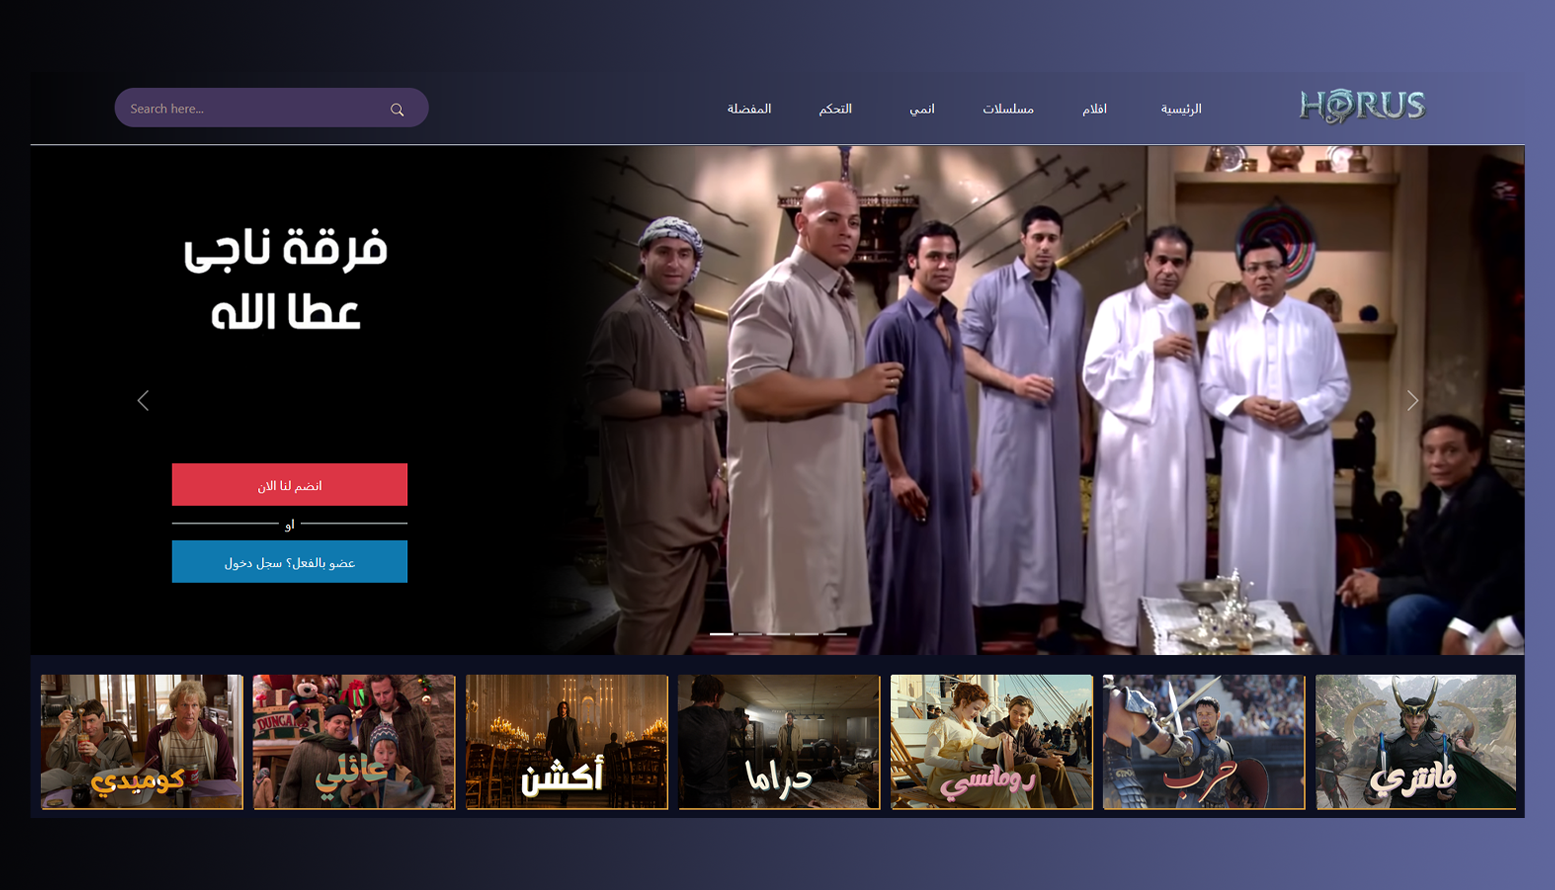 HORUS
الرئيسية
افلام
مسلسلات
انمي
التحكم
المفضلة
Search here...
فرقة ناجى
عطا الله
انضم لنا الان
او
عضو بالفعل؟ سجل دخول
فانتزي
حرب
رومانسي
دراما
أكشن
عائلي
كوميدي